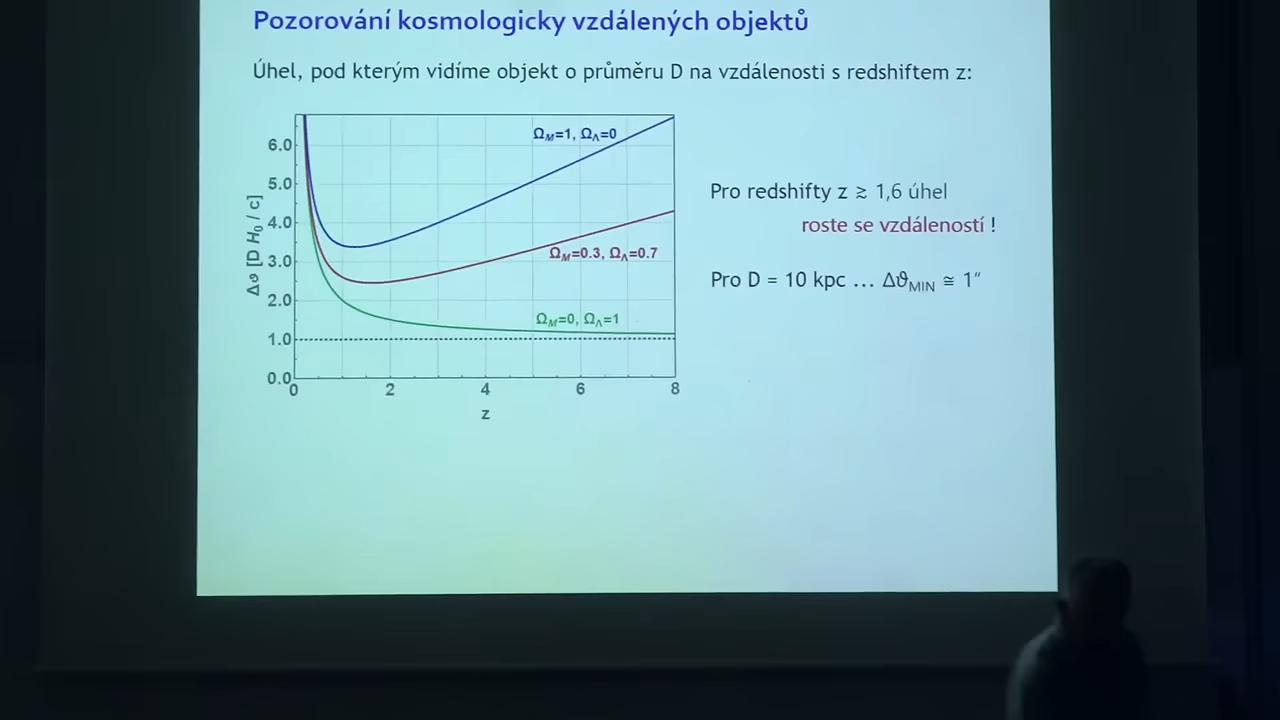 Pozorování kosmologicky vzdálených objektů
Úhel, pod kterým vidíme objekt o průměru D na vzdálenosti s redshiftem z:
Δϑ [D H₀ / c]
6.0
5.0
4.0
3.0
2.0
1.0
0.0
0 2 4 6 8
z
Ω_M=1, Ω_Λ=0
Ω_M=0.3, Ω_Λ=0.7
Ω_M=0, Ω_Λ=1
Pro redshifty z ≳ 1,6 úhel
roste se vzdáleností !
Pro D = 10 kpc ... Δϑ_MIN ≅ 1″